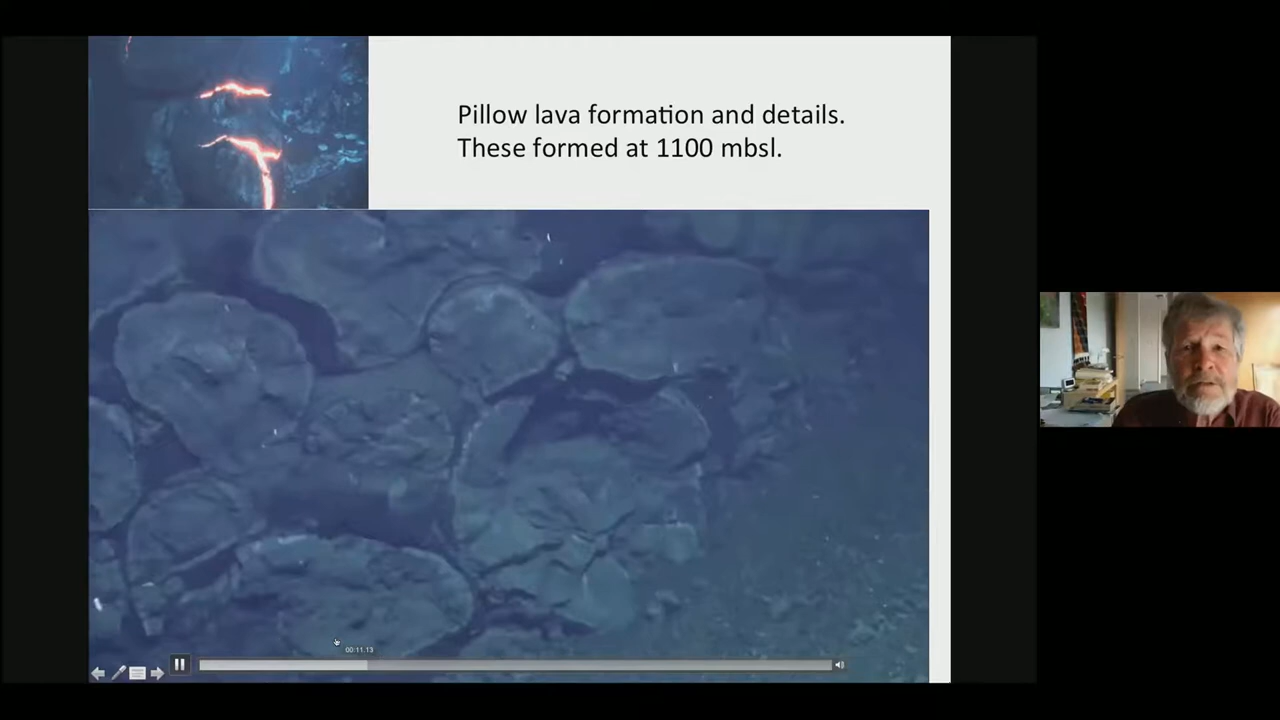 Pillow lava formation and details.
These formed at 1100 mbsl.
00:11.13